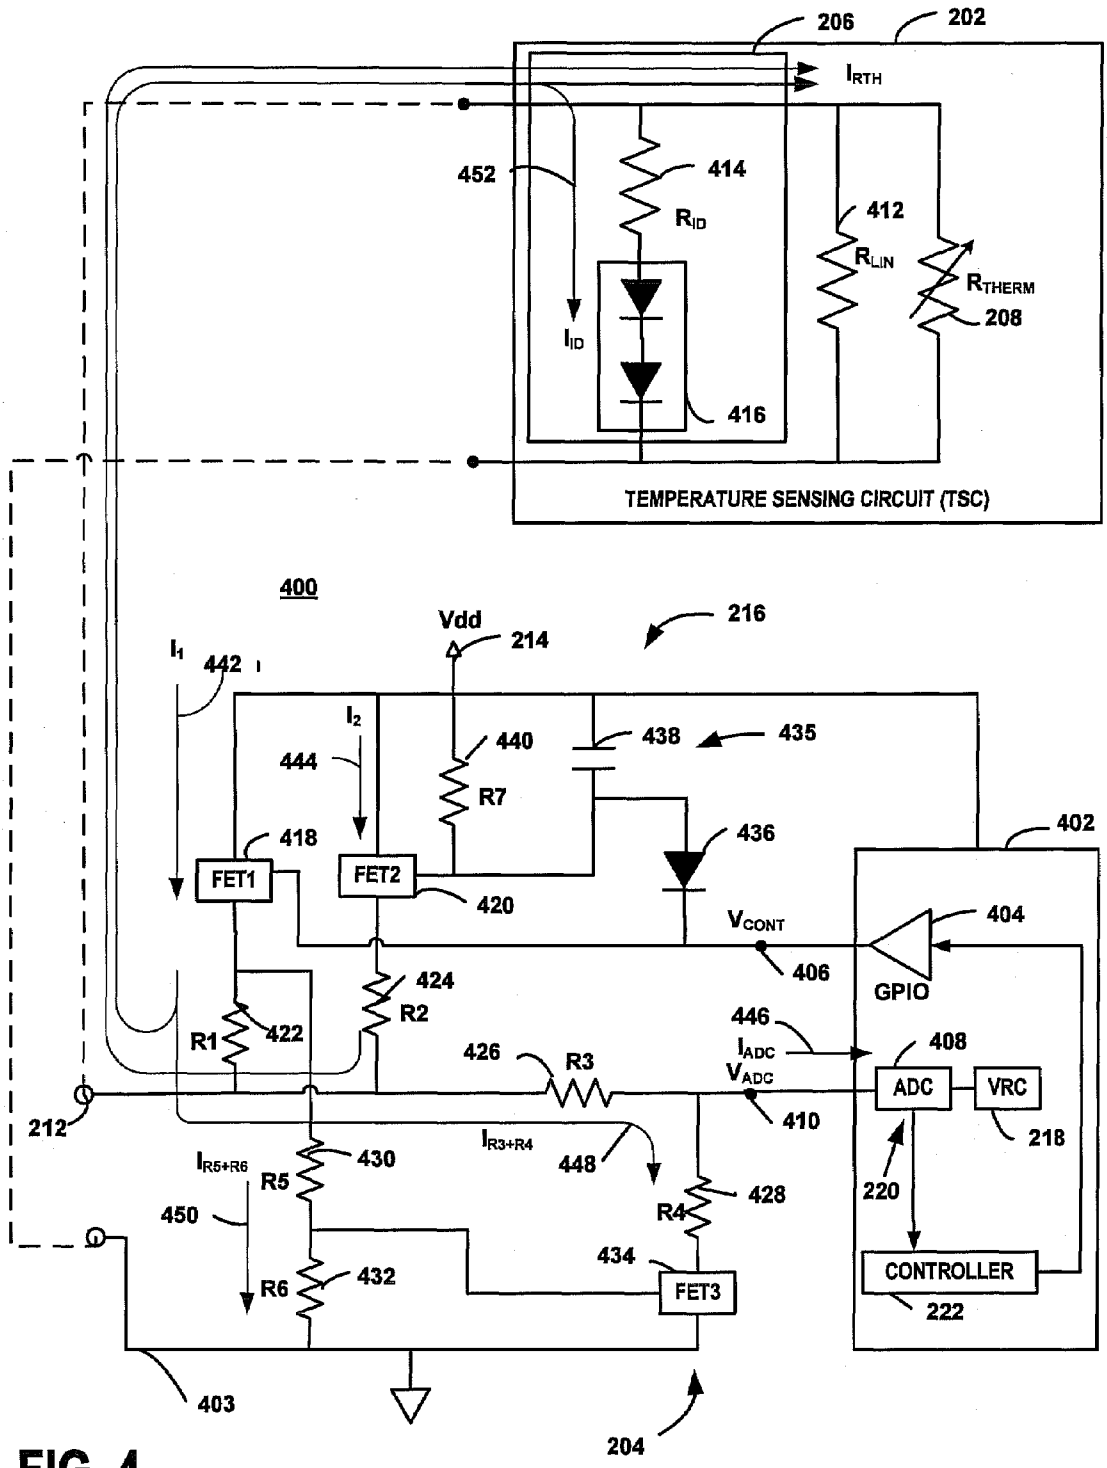 206
202
I_RTH
452
414
R_ID
412
R_LIN
R_THERM
208
I_ID
416
TEMPERATURE SENSING CIRCUIT (TSC)
400
Vdd
214
216
I_1
442
I_2
444
440
R7
438
435
436
402
418
FET1
FET2
420
V_CONT
406
404
GPIO
424
R2
422
R1
426
R3
446
I_ADC
V_ADC
408
ADC
VRC
410
218
212
I_R3+R4
448
220
I_R5+R6
430
R5
450
428
R4
434
FET3
R6
432
CONTROLLER
222
403
204
FIG. 4